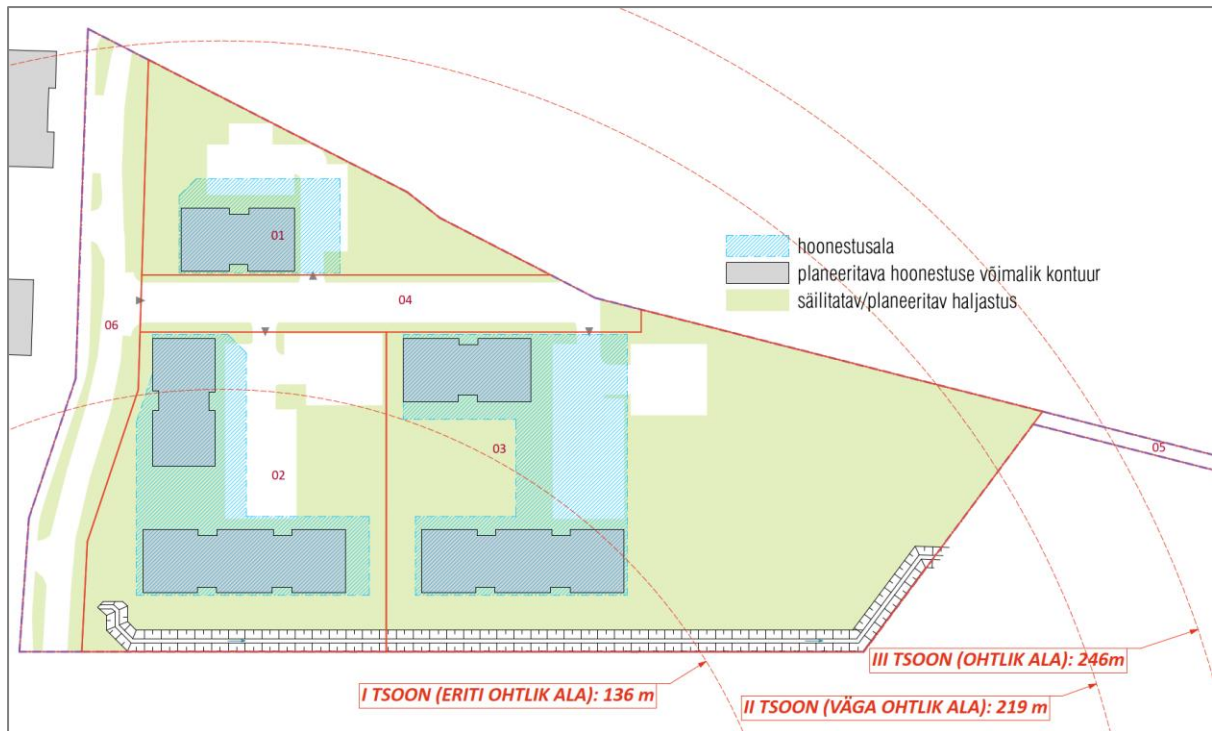 01
hoonestusala
planeeritava hoonestuse võimalik kontuur
säilitatav/planeeritav haljastus
04
06
05
03
02
III TSOON (OHTLIK ALA): 246m
I TSOON (ERITI OHTLIK ALA): 136 m
II TSOON (VÄGA OHTLIK ALA): 219 m